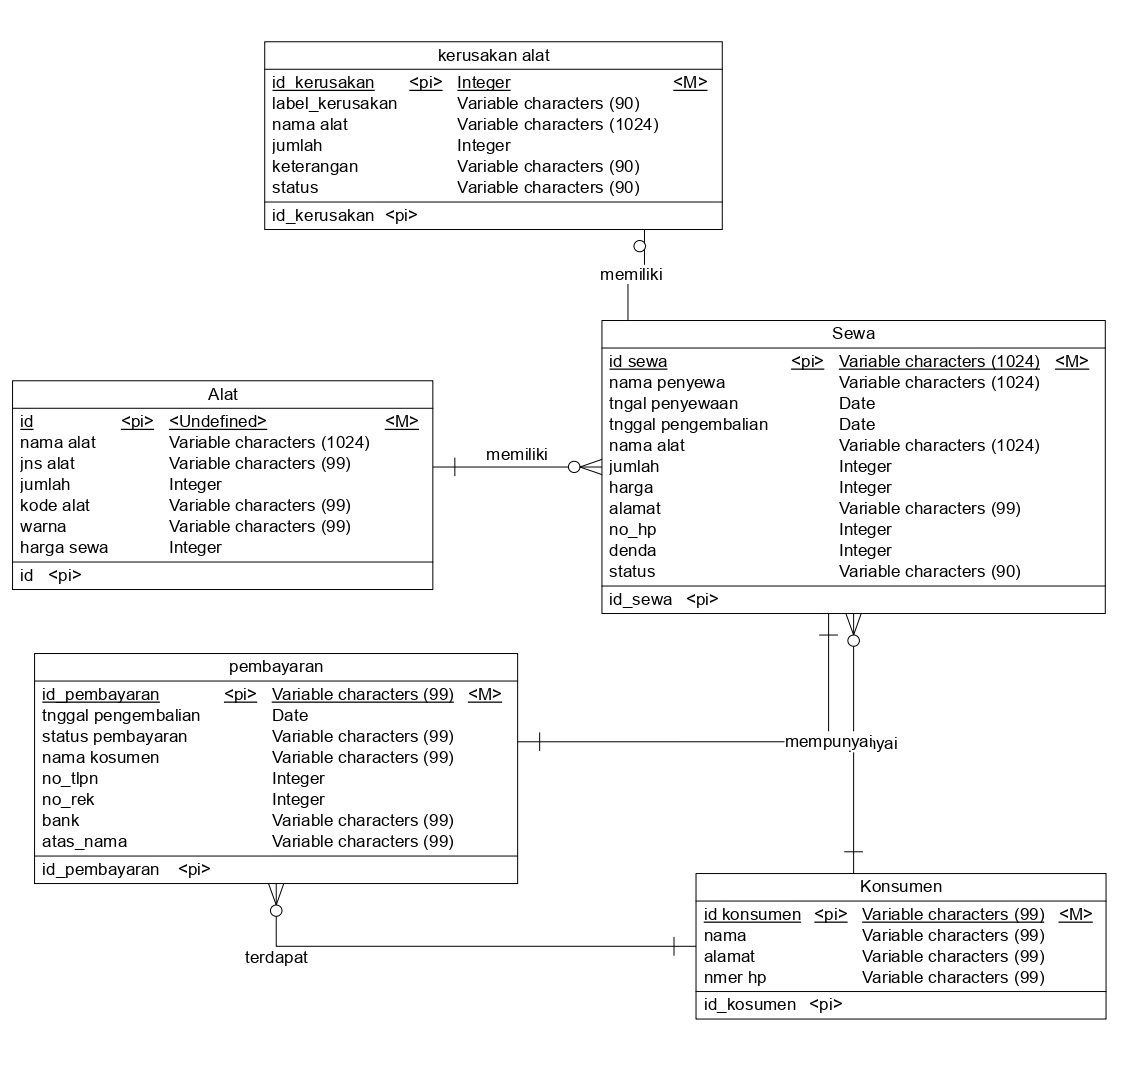 kerusakan alat
id_kerusakan <pi> Integer <M>
label_kerusakan Variable characters (90)
nama alat Variable characters (1024)
jumlah Integer
keterangan Variable characters (90)
status Variable characters (90)
id_kerusakan <pi>
memiliki
Sewa
id sewa <pi> Variable characters (1024) <M>
nama penyewa Variable characters (1024)
tngal penyewaan Date
tnggal pengembalian Date
nama alat Variable characters (1024)
jumlah Integer
harga Integer
alamat Variable characters (99)
no_hp Integer
denda Integer
status Variable characters (90)
id_sewa <pi>
Alat
id <pi> <Undefined> <M>
nama alat Variable characters (1024)
jns alat Variable characters (99)
jumlah Integer
kode alat Variable characters (99)
warna Variable characters (99)
harga sewa Integer
id <pi>
memiliki
pembayaran
id_pembayaran <pi> Variable characters (99) <M>
tnggal pengembalian Date
status pembayaran Variable characters (99)
nama kosumen Variable characters (99)
no_tlpn Integer
no_rek Integer
bank Variable characters (99)
atas_nama Variable characters (99)
id_pembayaran <pi>
mempunyai
terdapat
Konsumen
id konsumen <pi> Variable characters (99) <M>
nama Variable characters (99)
alamat Variable characters (99)
nmer hp Variable characters (99)
id_kosumen <pi>